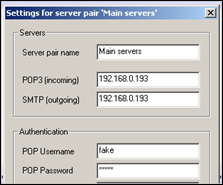 Settings for server pair 'Main servers'
Servers
Server pair name Main servers
POP3 (incoming) 192.168.0.193
SMTP (outgoing) 192.168.0.193
Authentication
POP Username fake
POP Password *****